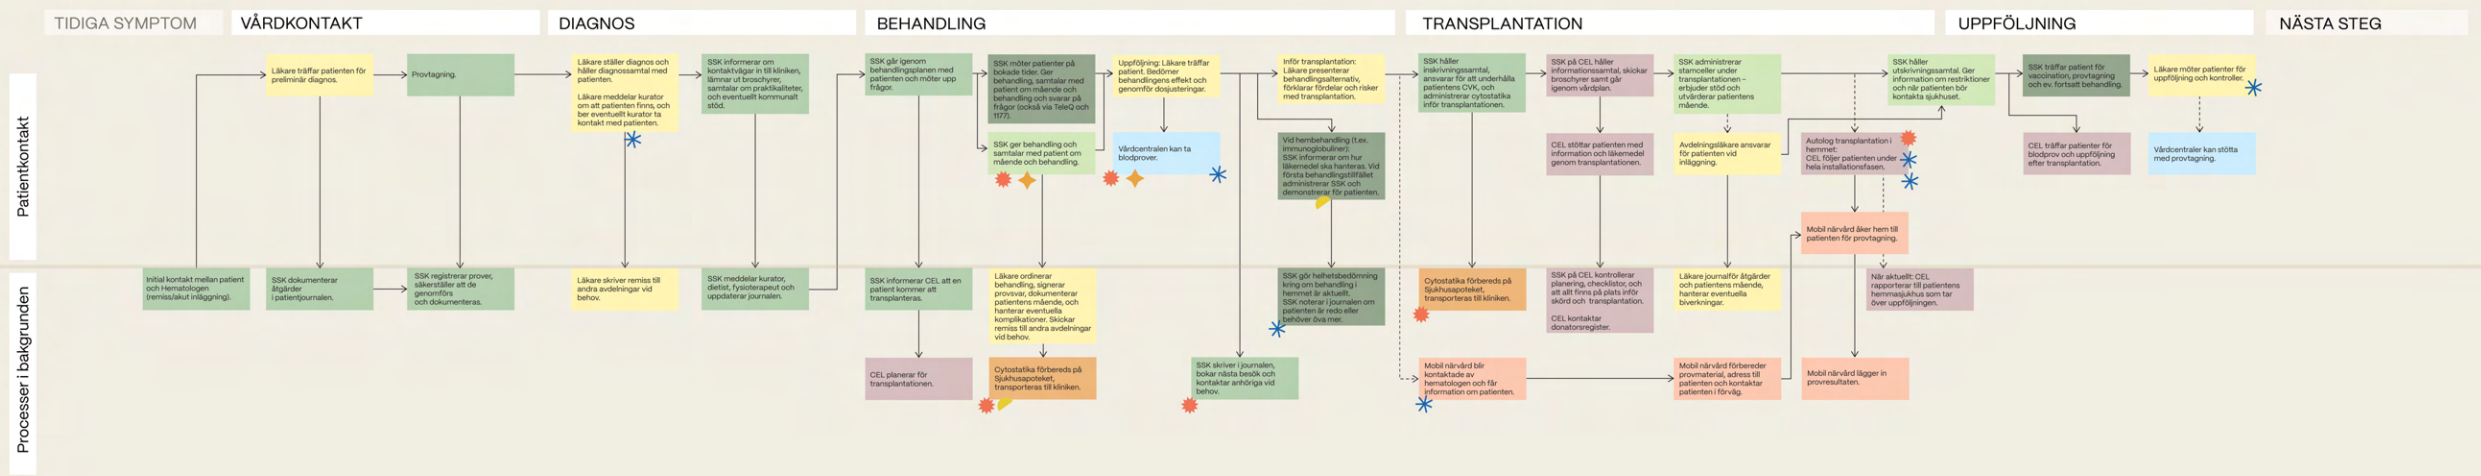 TIDIGA SYMPTOM
VÅRDKONTAKT
DIAGNOS
BEHANDLING
TRANSPLANTATION
UPPFÖLJNING
NÄSTA STEG
Patientkontakt
Läkare träffar patienten för
preliminär diagnos.
Provtagning.
Läkare ställer diagnos och
håller diagnossamtal med
patienten.
Läkare meddelar kurator
om att patienten finns, och
ber eventuellt kurator ta
kontakt med patienten.
SSK informerar om
kontaktvägar in till kliniken,
lämnar ut broschyrer,
samtalar om praktikaliteter,
och eventuellt kommunalt
stöd.
SSK går igenom
behandlingsplanen med
patienten och möter upp
frågor.
SSK möter patienter på
bokade tider. Ger
behandling, samtalar med
patient om mående och
behandling och svarar på
frågor (också via TeleQ och
1177).
SSK ger behandling och
samtalar med patient om
mående och behandling.
Uppföljning: Läkare träffar
patient. Bedömer
behandlingens effekt och
genomför dosjusteringar.
Vårdcentralen kan ta
blodprover.
Inför transplantation:
Läkare presenterar
behandlingsalternativ,
förklarar fördelar och risker
med transplantation.
Vid hembehandling (t.ex.
immunoglobuliner):
SSK informerar om hur
läkemedel ska hanteras. Vid
första behandlingstillfället
administrerar SSK och
demonstrerar för patienten.
SSK håller
inskrivningssamtal,
ansvarar för att underhålla
patientens CVK, och
administrerar cytostatika
inför transplantationen.
SSK på CEL håller
informationssamtal, skickar
broschyrer samt går
igenom vårdplan.
CEL stöttar patienten med
information och läkemedel
genom transplantationen.
SSK administrerar
stamceller under
transplantationen –
erbjuder stöd och
utvärderar patientens
mående.
Avdelningsläkare ansvarar
för patienten vid
inläggning.
Autolog transplantation i
hemmet:
CEL följer patienten under
hela installationsfasen.
Mobil närvård åker hem till
patienten för provtagning.
SSK håller
utskrivningssamtal. Ger
information om restriktioner
och när patienten bör
kontakta sjukhuset.
SSK träffar patient för
vaccination, provtagning
och ev. fortsatt behandling.
CEL träffar patienten för
blodprov och uppföljning
efter transplantation.
Läkare möter patienter för
uppföljning och kontroller.
Vårdcentraler kan stötta
med provtagning.
Processer i bakgrunden
Initial kontakt mellan patient
och Hematologen
(remiss/akut inläggning).
SSK dokumenterar
åtgärder
i patientjournalen.
SSK registrerar prover,
säkerställer att de
genomförs
och dokumenteras.
Läkare skriver remiss till
andra avdelningar vid
behov.
SSK meddelar kurator,
dietist, fysioterapeut och
uppdaterar journalen.
SSK informerar CEL att en
patient kommer att
transplanteras.
CEL planerar för
transplantationen.
Läkare ordinerar
behandling, signerar
provsvar, dokumenterar
patientens mående, och
hanterar eventuella
komplikationer. Skickar
remiss till andra avdelningar
vid behov.
Cytostatika förbereds på
Sjukhusapoteket,
transporteras till kliniken.
SSK skriver i journalen,
bokar nästa besök och
kontaktar anhöriga vid
behov.
SSK gör helhetsbedömning
kring om behandling i
hemmet är aktuellt.
SSK noterar i journalen om
patienten är redo eller
behöver öva mer.
Cytostatika förbereds på
Sjukhusapoteket,
transporteras till kliniken.
Mobil närvård blir
kontaktade av
hematologen och får
information om patienten.
SSK på CEL kontrollerar
planering, checklistor, och
att allt finns på plats inför
skörd och transplantation.
CEL kontaktar
donatorsregister.
Läkare journalför åtgärder
och patientens mående,
hanterar eventuella
biverkningar.
Mobil närvård förbereder
provmaterial, adress till
patienten och kontaktar
patienten i förväg.
När aktuellt: CEL
rapporterar till patientens
hemmasjukhus som tar
över uppföljningen.
Mobil närvård lägger in
provresultaten.